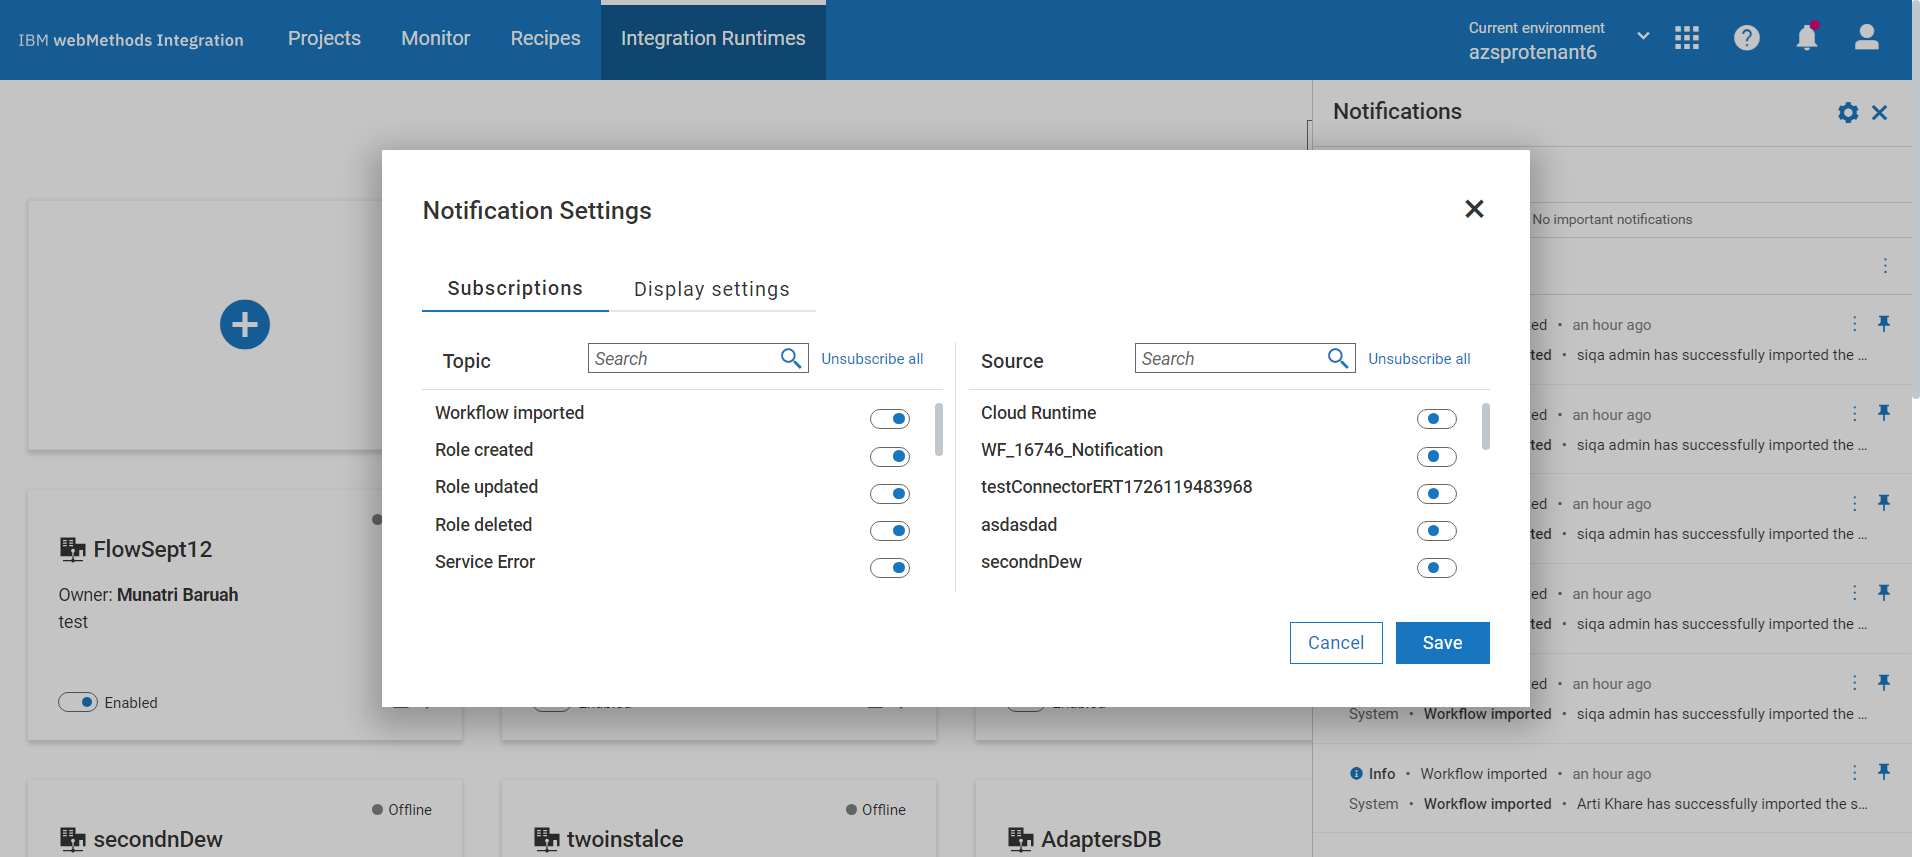 IBM webMethods Integration
Projects
Monitor
Recipes
Integration Runtimes
Current environment
azsprotenant6
Notifications
No important notifications
Notification Settings
Subscriptions
Display settings
Topic
Search
Unsubscribe all
Source
Search
Unsubscribe all
Workflow imported
Role created
Role updated
Role deleted
Service Error
Cloud Runtime
WF_16746_Notification
testConnectorERT1726119483968
asdasdad
secondnDew
Cancel
Save
ed • an hour ago
ted • siqa admin has successfully imported the ...
ed • an hour ago
ted • siqa admin has successfully imported the ...
ed • an hour ago
ted • siqa admin has successfully imported the ...
ed • an hour ago
ted • siqa admin has successfully imported the ...
ed • an hour ago
System • Workflow imported • siqa admin has successfully imported the ...
Info • Workflow imported • an hour ago
System • Workflow imported • Arti Khare has successfully imported the s...
FlowSept12
Owner: Munatri Baruah
test
Enabled
Offline
secondnDew
Offline
twoinstalce
AdaptersDB